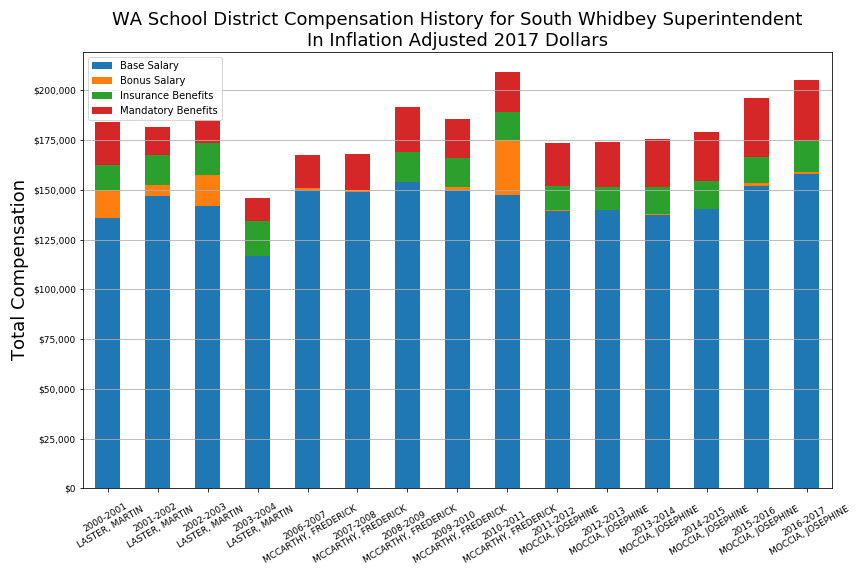 WA School District Compensation History for South Whidbey Superintendent
In Inflation Adjusted 2017 Dollars
Base Salary
Bonus Salary
Insurance Benefits
Mandatory Benefits
Total Compensation
$200,000
$175,000
$150,000
$125,000
$100,000
$75,000
$50,000
$25,000
$0
2000-2001
LASTER, MARTIN
2001-2002
LASTER, MARTIN
2002-2003
LASTER, MARTIN
2003-2004
LASTER, MARTIN
2006-2007
MCCARTHY, FREDERICK
2007-2008
MCCARTHY, FREDERICK
2008-2009
MCCARTHY, FREDERICK
2009-2010
MCCARTHY, FREDERICK
2010-2011
MCCARTHY, FREDERICK
2011-2012
MOCCIA, JOSEPHINE
2012-2013
MOCCIA, JOSEPHINE
2013-2014
MOCCIA, JOSEPHINE
2014-2015
MOCCIA, JOSEPHINE
2015-2016
MOCCIA, JOSEPHINE
2016-2017
MOCCIA, JOSEPHINE